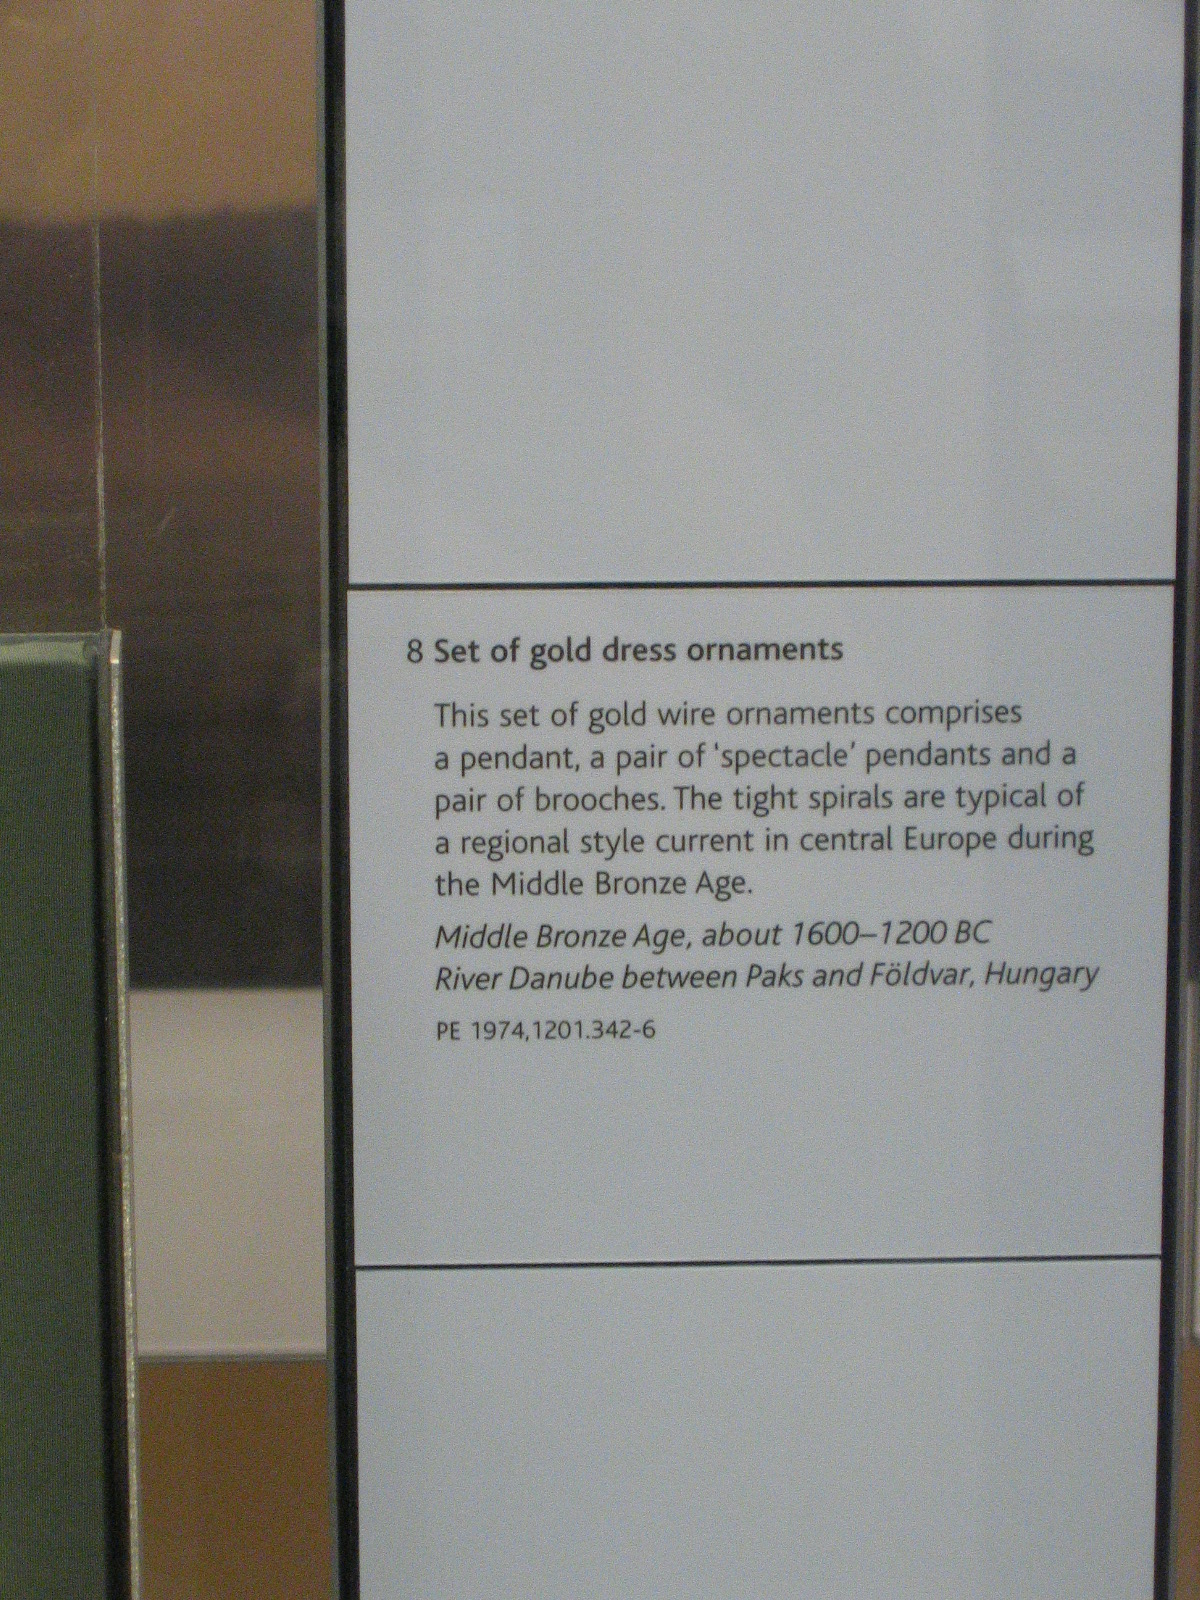 8 Set of gold dress ornaments
This set of gold wire ornaments comprises
a pendant, a pair of 'spectacle' pendants and a
pair of brooches. The tight spirals are typical of
a regional style current in central Europe during
the Middle Bronze Age.
Middle Bronze Age, about 1600–1200 BC
River Danube between Paks and Földvar, Hungary
PE 1974,1201.342-6